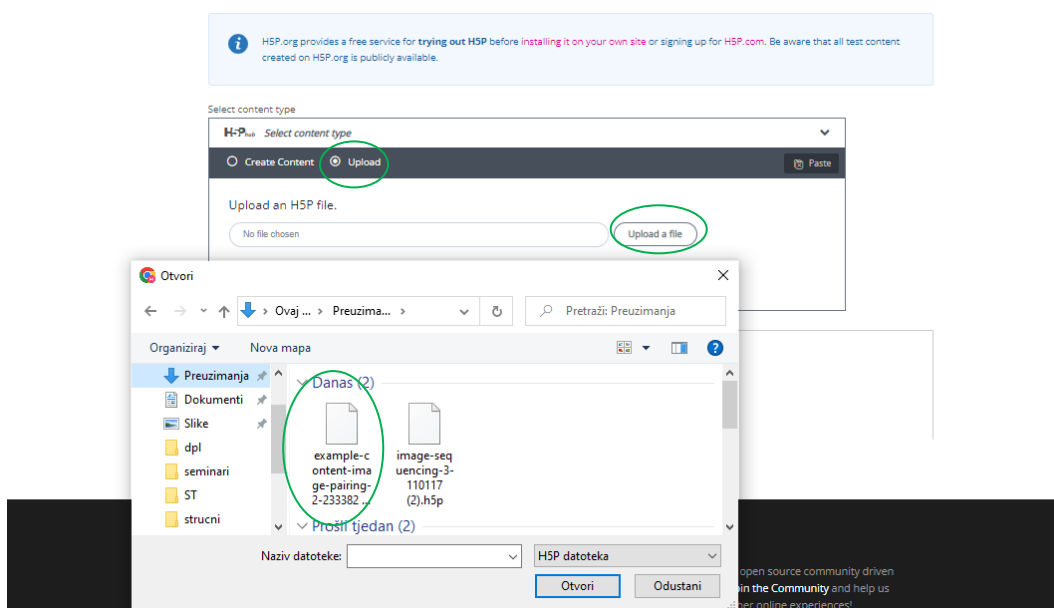 H5P.org provides a free service for trying out H5P before installing it on your own site or signing up for H5P.com. Be aware that all test content
created on H5P.org is publicly available.
Select content type
H5P hub Select content type
Create Content Upload Paste
Upload an H5P file.
No file chosen Upload a file
Otvori
Ovaj ... Preuzima...
Pretraži: Preuzimanja
Organiziraj Nova mapa
Preuzimanja
Dokumenti
Slike
dpl
seminari
ST
strucni
Danas (2)
example-c
ontent-ima
ge-pairing-
2-233382 ...
image-seq
uencing-3-
110117
(2).h5p
Prošli tjedan (2)
Naziv datoteke: H5P datoteka
Otvori Odustani
open source community driven
in the Community and help us
her online experiences!